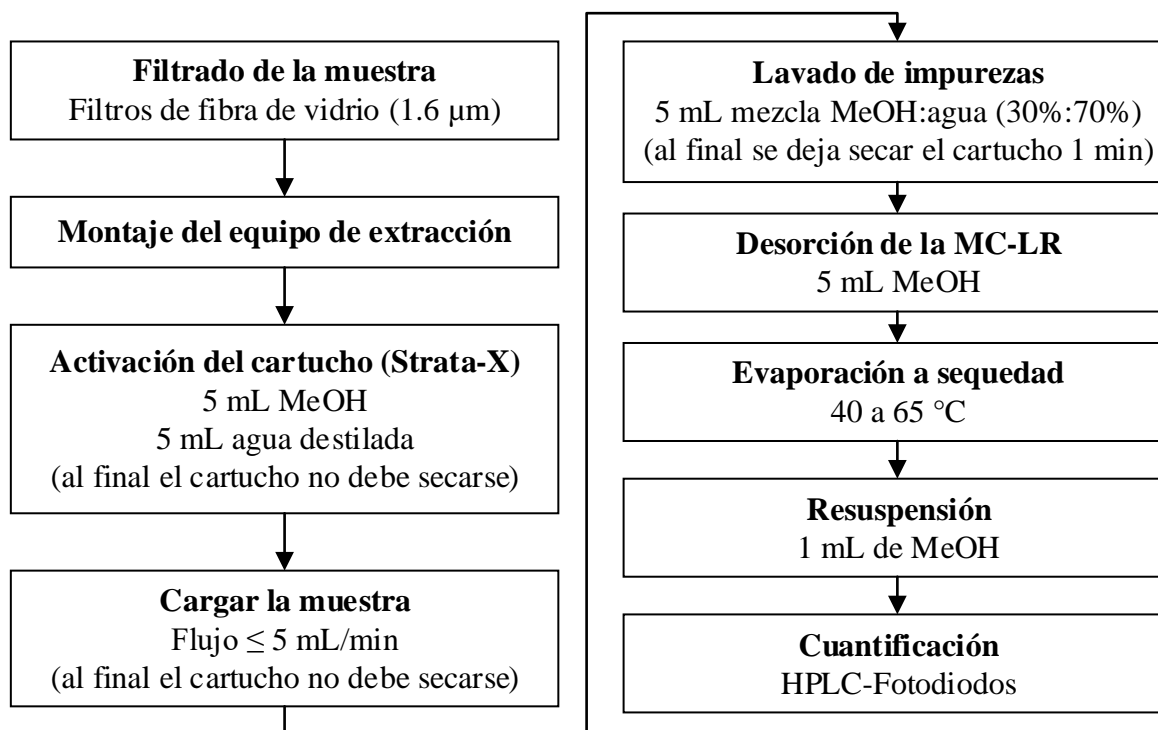 Filtrado de la muestra
Filtros de fibra de vidrio (1.6 μm)
Montaje del equipo de extracción
Activación del cartucho (Strata-X)
5 mL MeOH
5 mL agua destilada
(al final el cartucho no debe secarse)
Cargar la muestra
Flujo ≤ 5 mL/min
(al final el cartucho no debe secarse)
Lavado de impurezas
5 mL mezcla MeOH:agua (30%:70%)
(al final se deja secar el cartucho 1 min)
Desorción de la MC-LR
5 mL MeOH
Evaporación a sequedad
40 a 65 °C
Resuspensión
1 mL de MeOH
Cuantificación
HPLC-Fotodiodos